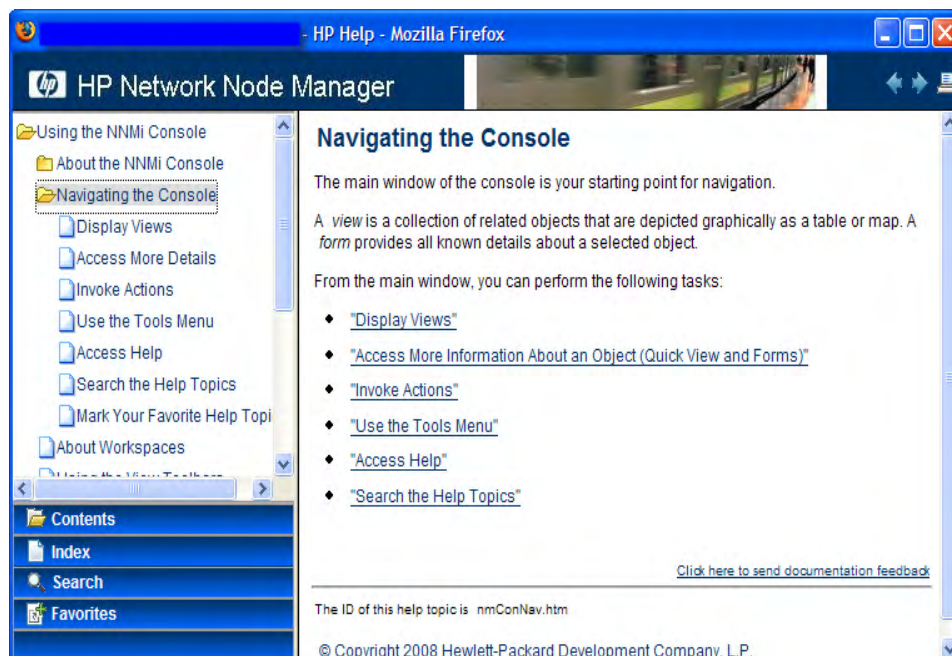 - HP Help - Mozilla Firefox
hp HP Network Node Manager
Using the NNMi Console
About the NNMi Console
Navigating the Console
Display Views
Access More Details
Invoke Actions
Use the Tools Menu
Access Help
Search the Help Topics
Mark Your Favorite Help Topi
About Workspaces
Contents
Index
Search
Favorites
Navigating the Console
The main window of the console is your starting point for navigation.
A view is a collection of related objects that are depicted graphically as a table or map. A
form provides all known details about a selected object.
From the main window, you can perform the following tasks:
"Display Views"
"Access More Information About an Object (Quick View and Forms)"
"Invoke Actions"
"Use the Tools Menu"
"Access Help"
"Search the Help Topics"
Click here to send documentation feedback
The ID of this help topic is nmConNav.htm
© Copyright 2008 Hewlett-Packard Development Company, L.P.